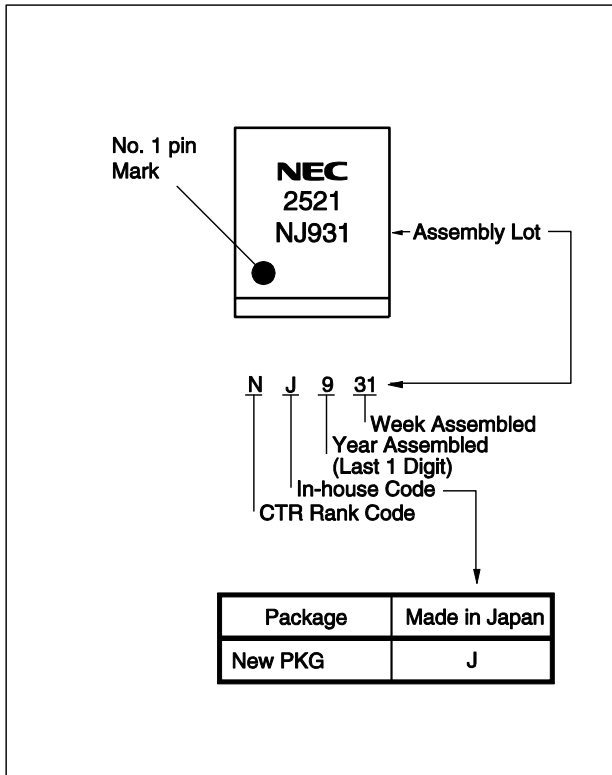 No. 1 pin
Mark
NEC
2521
NJ931
Assembly Lot
N J 9 31
Week Assembled
Year Assembled
(Last 1 Digit)
In-house Code
CTR Rank Code
Package Made in Japan
New PKG J